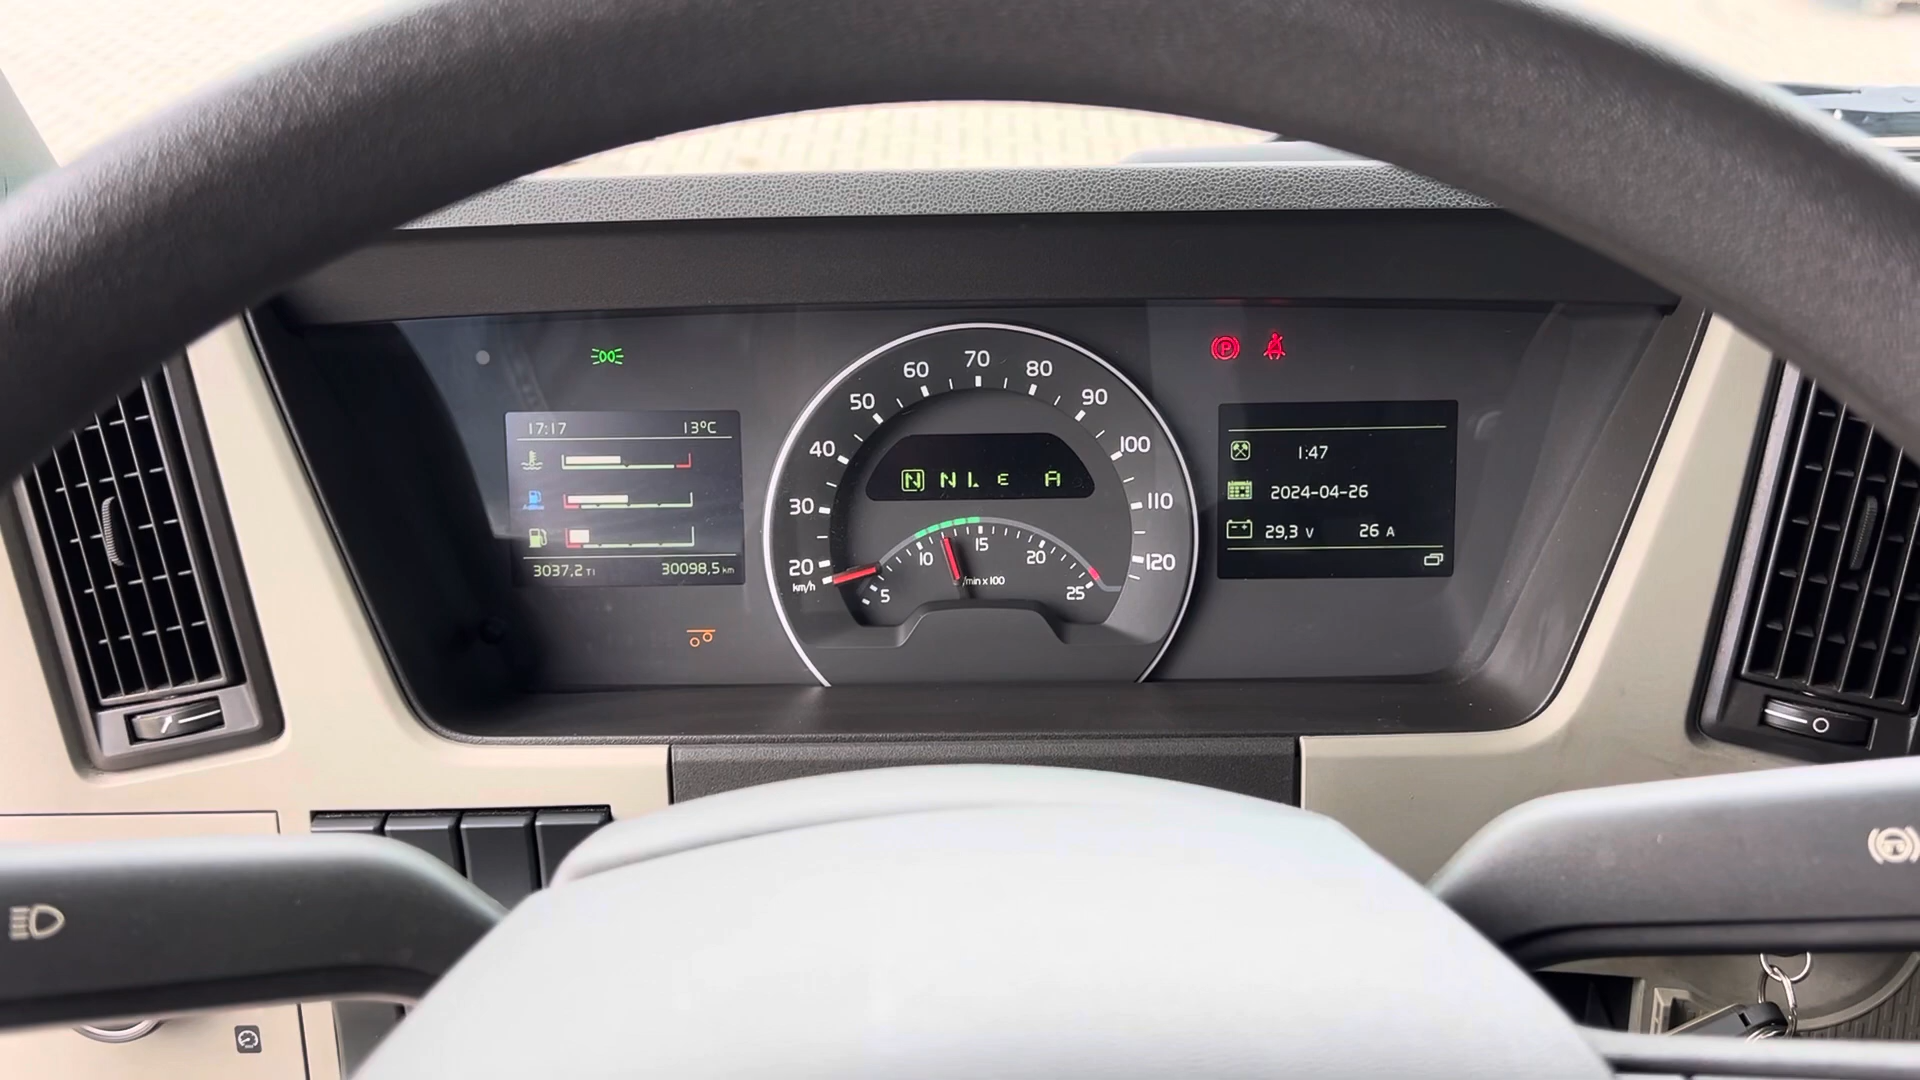 17:17 13°C
3037,2 TI 30098,5 km
20 30 40 50 60 70 80 90 100 110 120
km/h
N N L E A
5 10 15 20 25
/min x 100
P
1:47
2024-04-26
29,3 V 26 A